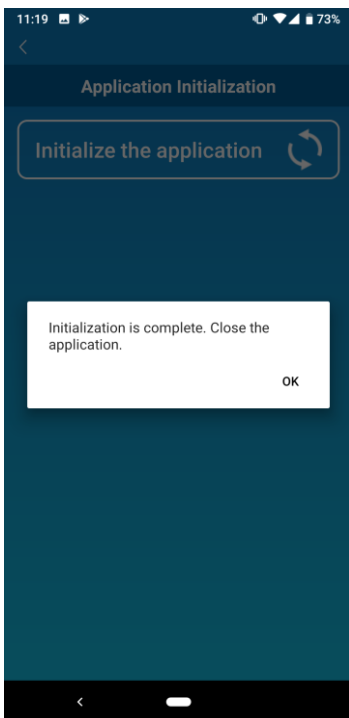 11:19 73%
Application Initialization
Initialize the application
Initialization is complete. Close the
application.
OK